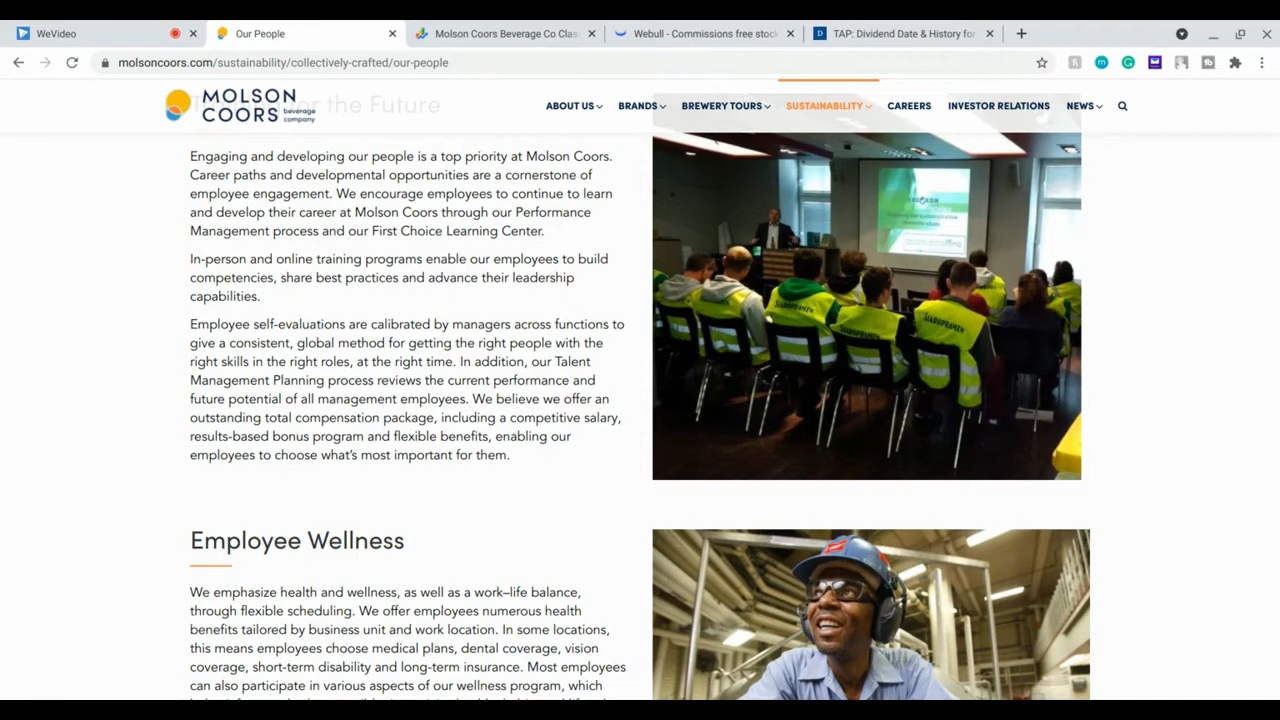 WeVideo
Our People
Molson Coors Beverage Co Clas
Webull - Commissions free stock
TAP: Dividend Date & History for
molsoncoors.com/sustainability/collectively-crafted/our-people
MOLSON COORS beverage company
ABOUT US
BRANDS
BREWERY TOURS
SUSTAINABILITY
CAREERS
INVESTOR RELATIONS
NEWS
for the Future
Engaging and developing our people is a top priority at Molson Coors.
Career paths and developmental opportunities are a cornerstone of
employee engagement. We encourage employees to continue to learn
and develop their career at Molson Coors through our Performance
Management process and our First Choice Learning Center.
In-person and online training programs enable our employees to build
competencies, share best practices and advance their leadership
capabilities.
Employee self-evaluations are calibrated by managers across functions to
give a consistent, global method for getting the right people with the
right skills in the right roles, at the right time. In addition, our Talent
Management Planning process reviews the current performance and
future potential of all management employees. We believe we offer an
outstanding total compensation package, including a competitive salary,
results-based bonus program and flexible benefits, enabling our
employees to choose what's most important for them.
STAROPRAMEN
STAROPRAMEN
STAROPRAMEN
Employee Wellness
We emphasize health and wellness, as well as a work–life balance,
through flexible scheduling. We offer employees numerous health
benefits tailored by business unit and work location. In some locations,
this means employees choose medical plans, dental coverage, vision
coverage, short-term disability and long-term insurance. Most employees
can also participate in various aspects of our wellness program, which